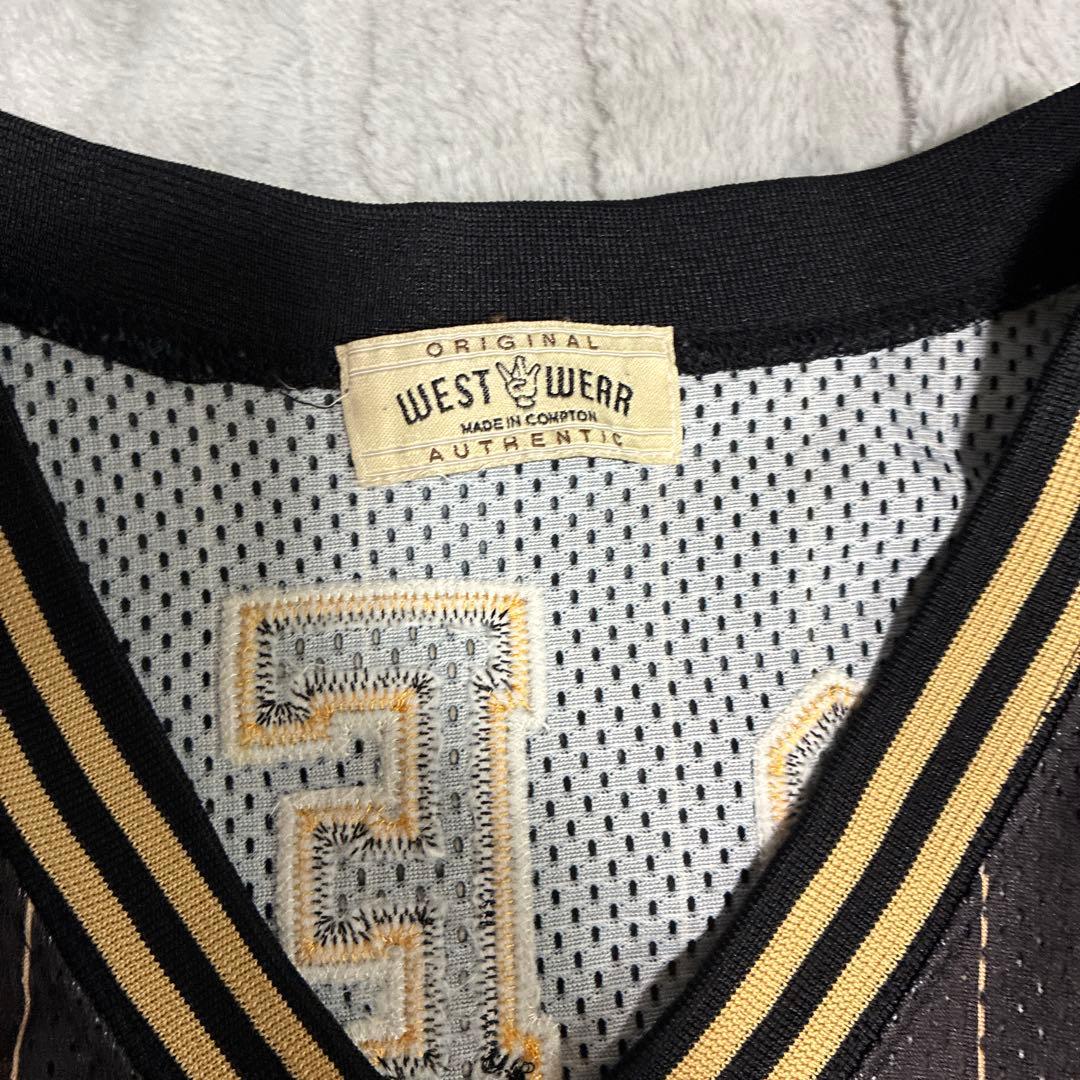 ORIGINAL
WEST WEAR
MADE IN COMPTON
AUTHENTIC